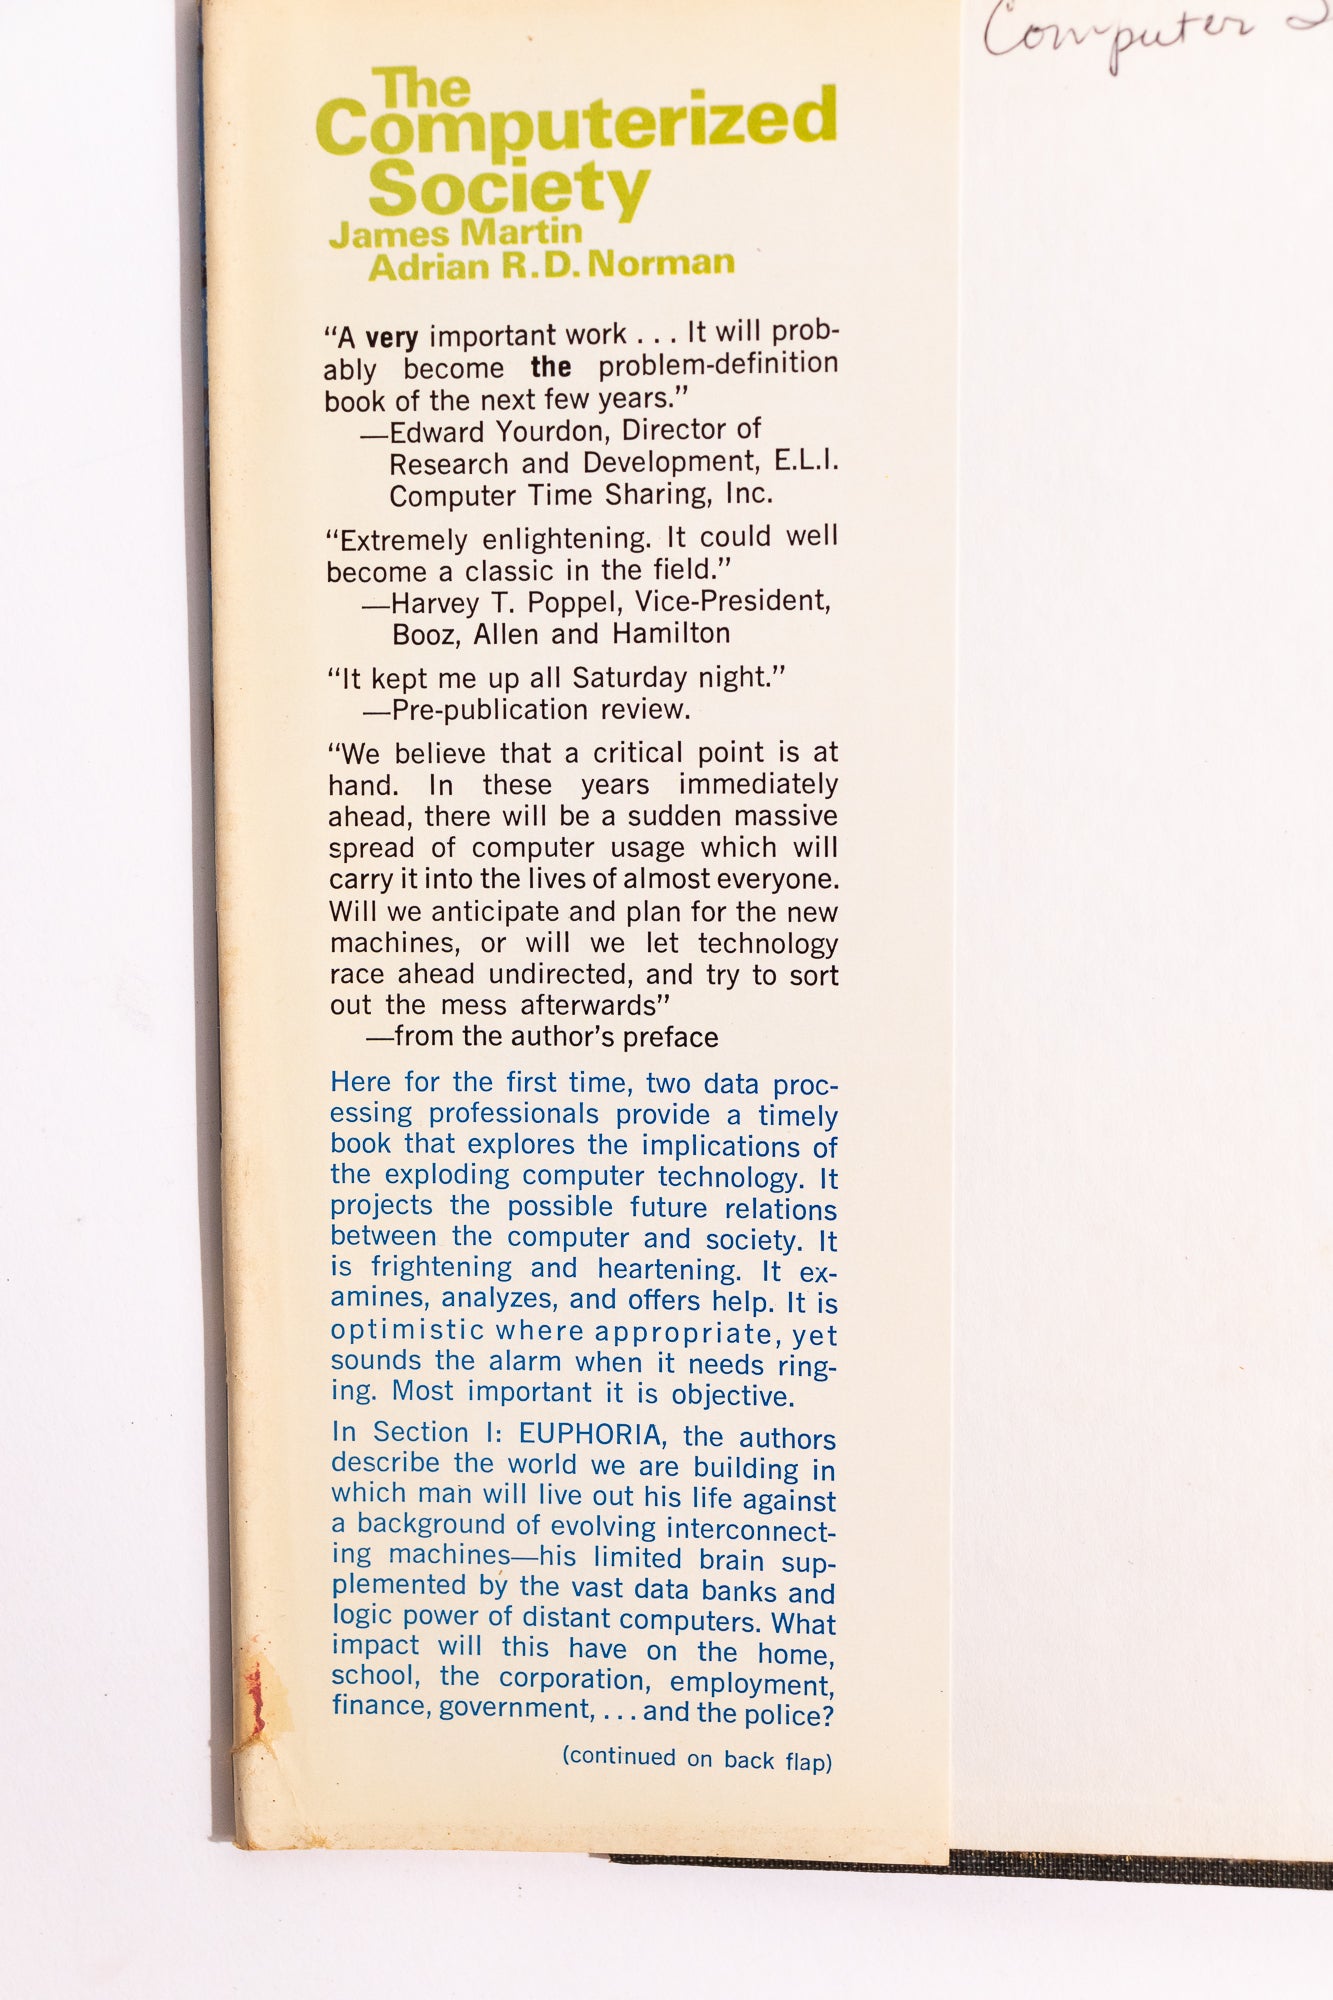 Computer
The
Computerized
Society
James Martin
Adrian R.D. Norman
“A very important work . . . It will prob-
ably become the problem-definition
book of the next few years.”
—Edward Yourdon, Director of
Research and Development, E.L.I.
Computer Time Sharing, Inc.
“Extremely enlightening. It could well
become a classic in the field.”
—Harvey T. Poppel, Vice-President,
Booz, Allen and Hamilton
“It kept me up all Saturday night.”
—Pre-publication review.
“We believe that a critical point is at
hand. In these years immediately
ahead, there will be a sudden massive
spread of computer usage which will
carry it into the lives of almost everyone.
Will we anticipate and plan for the new
machines, or will we let technology
race ahead undirected, and try to sort
out the mess afterwards”
—from the author’s preface
Here for the first time, two data proc-
essing professionals provide a timely
book that explores the implications of
the exploding computer technology. It
projects the possible future relations
between the computer and society. It
is frightening and heartening. It ex-
amines, analyzes, and offers help. It is
optimistic where appropriate, yet
sounds the alarm when it needs ring-
ing. Most important it is objective.
In Section I: EUPHORIA, the authors
describe the world we are building in
which man will live out his life against
a background of evolving interconnect-
ing machines—his limited brain sup-
plemented by the vast data banks and
logic power of distant computers. What
impact will this have on the home,
school, the corporation, employment,
finance, government, . . . and the police?
(continued on back flap)